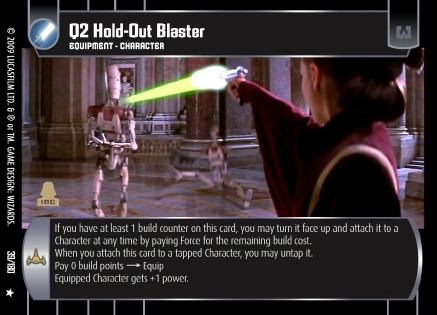 Q2 Hold-Out Blaster
EQUIPMENT - CHARACTER
If you have at least 1 build counter on this card, you may turn it face up and attach it to a
Character at any time by paying Force for the remaining build cost.
When you attach this card to a tapped Character, you may untap it.
Pay 0 build points → Equip
Equipped Character gets +1 power.
© 2009 LUCASFILM LTD. & ® or TM. GAME DESIGN: WIZARDS.